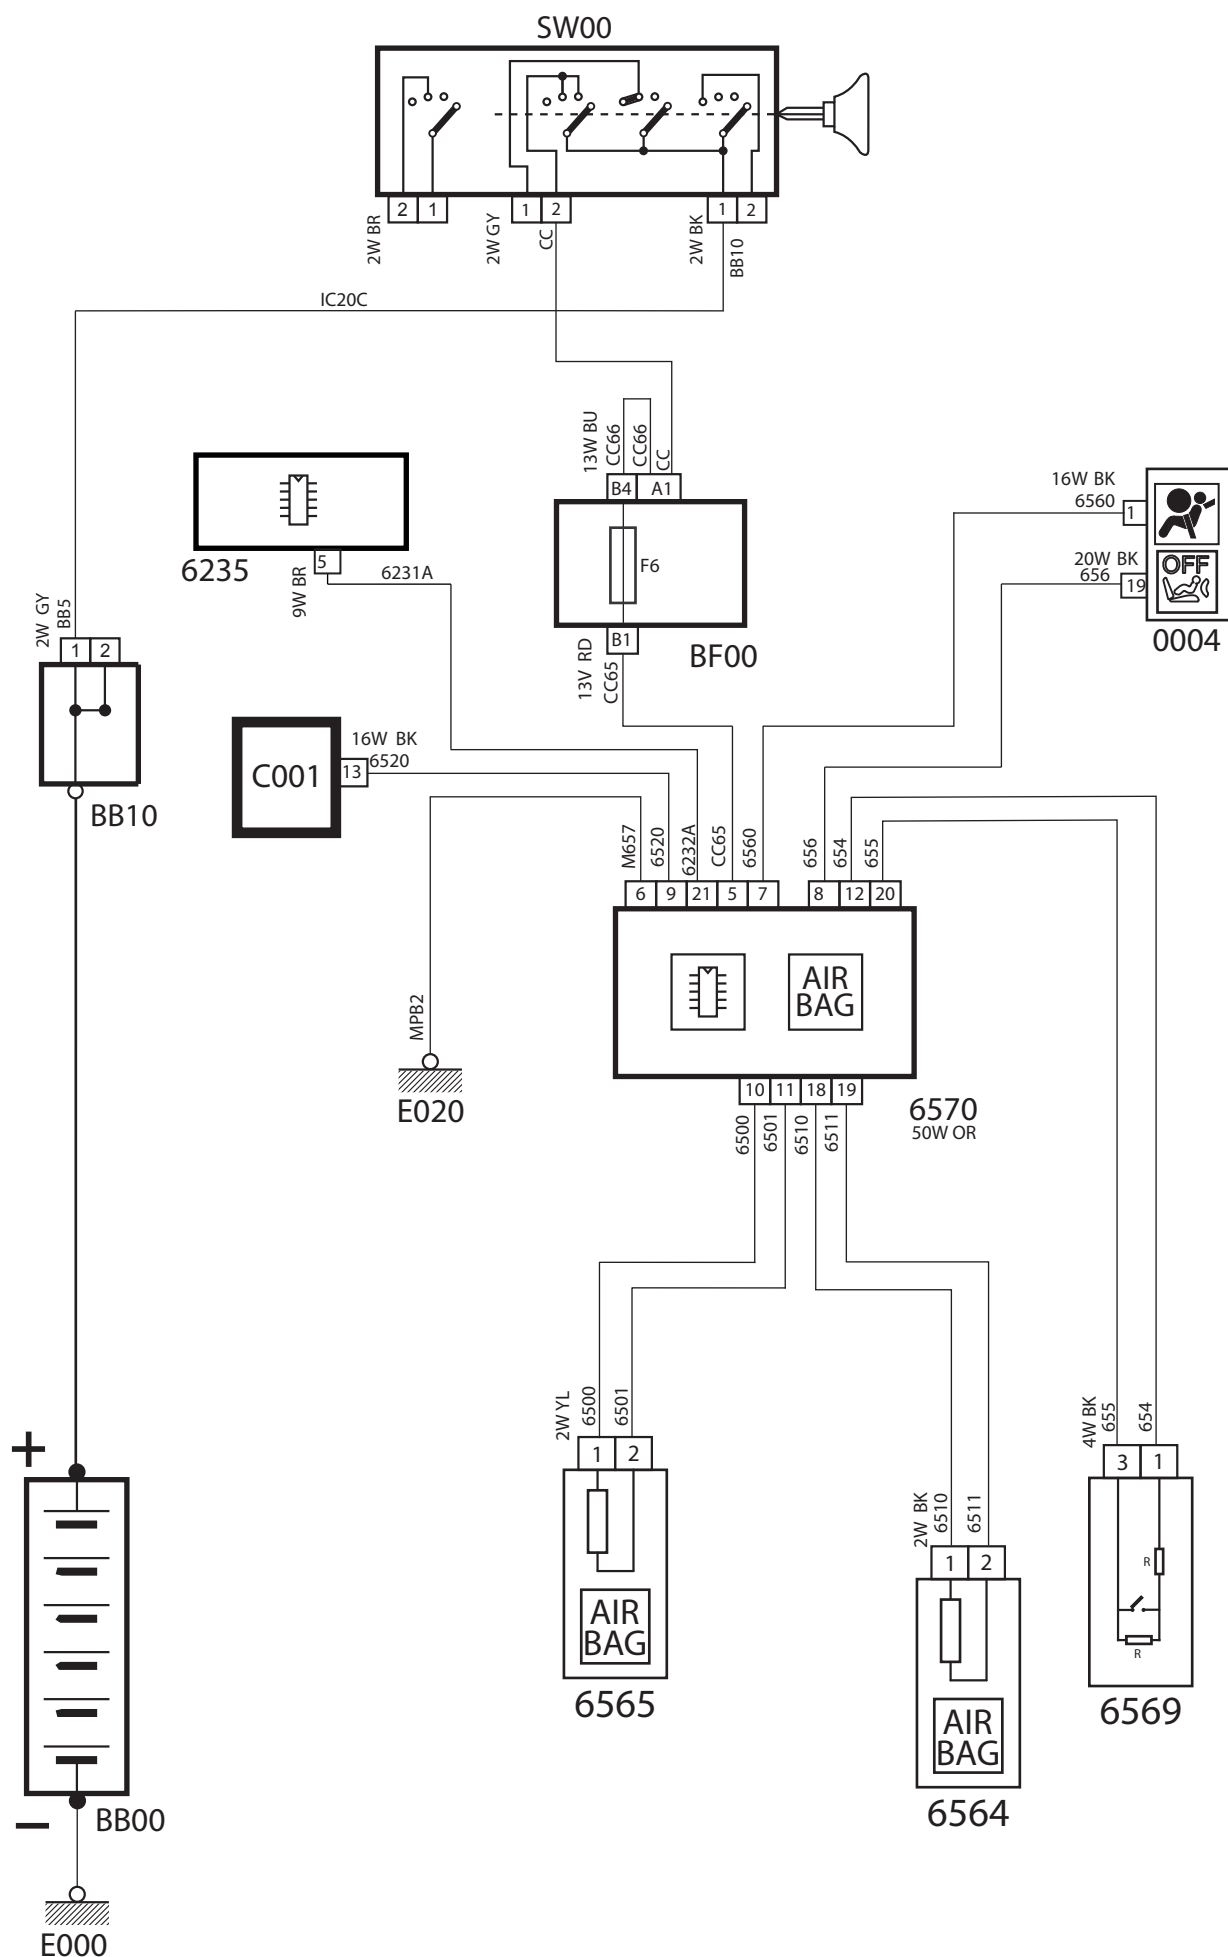 SW00
2 1
1 2
1 2
2W BR
2W GY
CC
2W BK
BB10
IC20C
13W BU
CC66
CC66
CC
B4 A1
F6
B1
BF00
13V RD
CC65
6235
5
9W BR
6231A
16W BK
6560
1
20W BK
656
19
OFF
0004
2W GY
BB5
1 2
BB10
C001
16W BK
13
6520
M657
6520
6232A
CC65
6560
656
654
655
6 9 21 5 7
8 12 20
AIR
BAG
MPB2
E020
10 11 18 19
6570
50W OR
6500
6501
6510
6511
2W YL
6500
6501
1 2
AIR
BAG
6565
2W BK
6510
6511
1 2
AIR
BAG
6564
4W BK
655
654
3 1
R
R
6569
+
−
BB00
E000